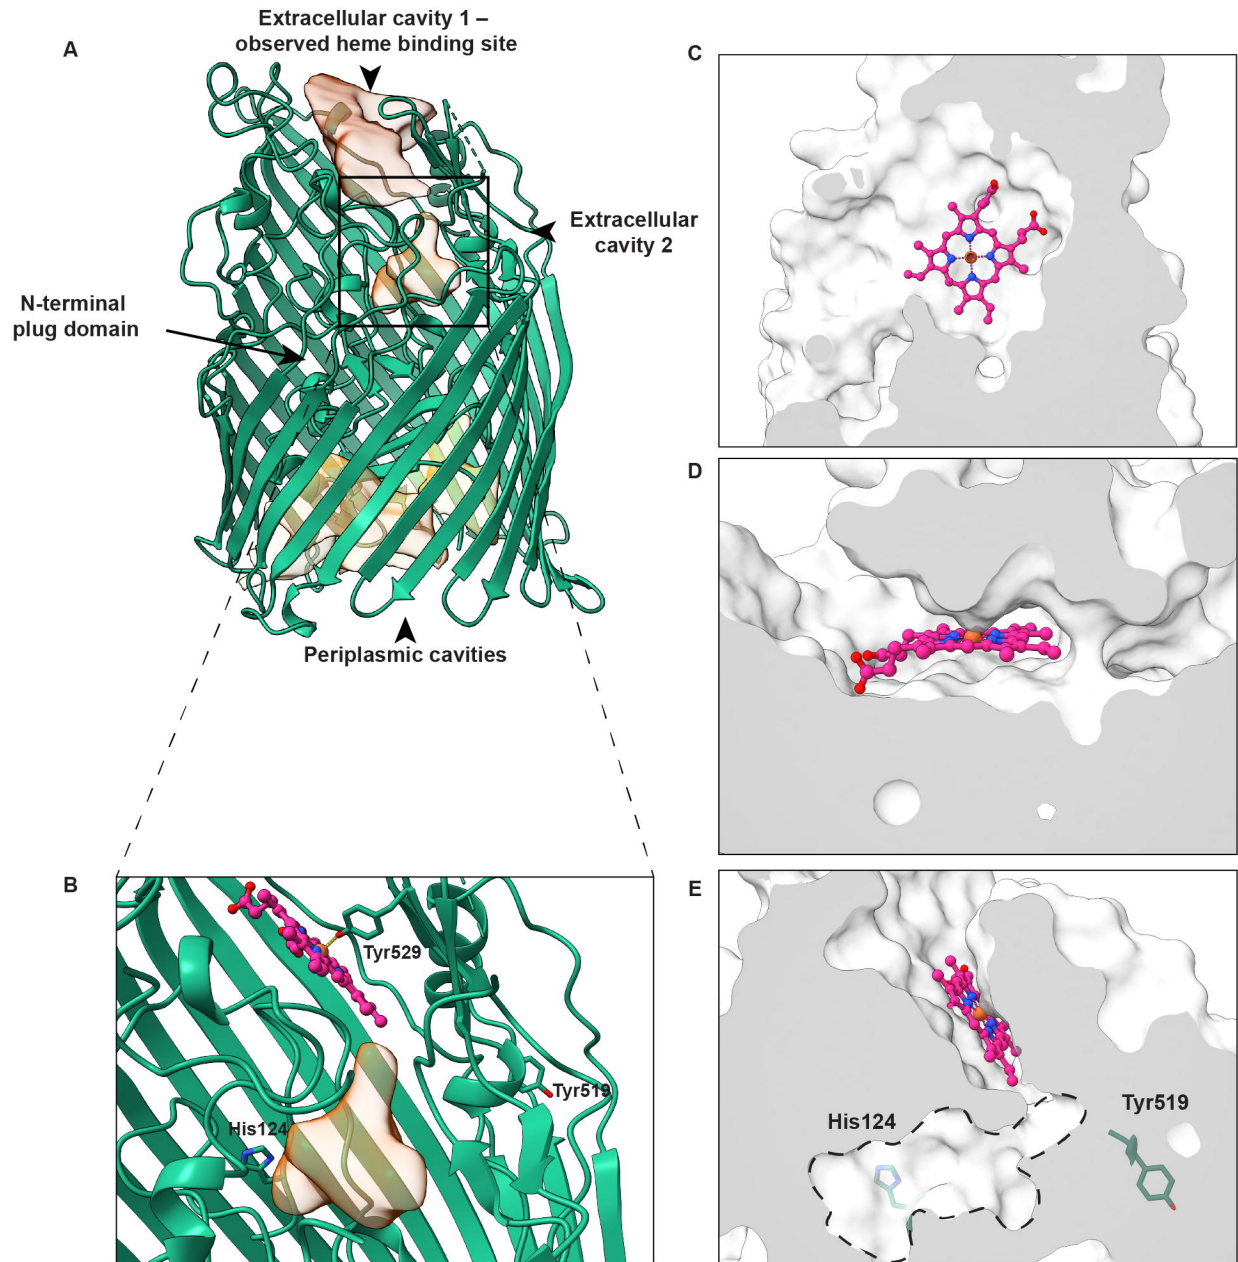 A
Extracellular cavity 1 –
observed heme binding site
Extracellular
cavity 2
N-terminal
plug domain
Periplasmic cavities
B
Tyr529
Tyr519
His124
C
D
E
His124
Tyr519